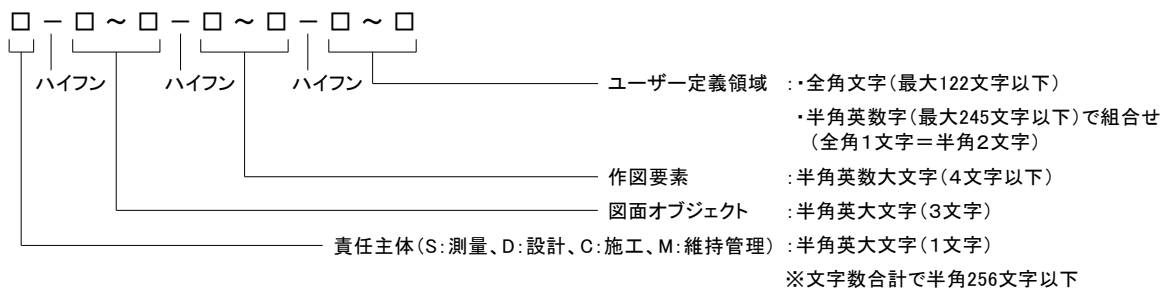 □－□～□－□～□－□～□
ハイフン ハイフン ハイフン ユーザー定義領域 ：・全角文字（最大122文字以下）
・半角英数字（最大245文字以下）で組合せ
（全角１文字＝半角２文字）
作図要素 ：半角英数大文字（４文字以下）
図面オブジェクト ：半角英大文字（３文字）
責任主体（S：測量、D：設計、C：施工、M：維持管理） ：半角英大文字（１文字）
※文字数合計で半角256文字以下